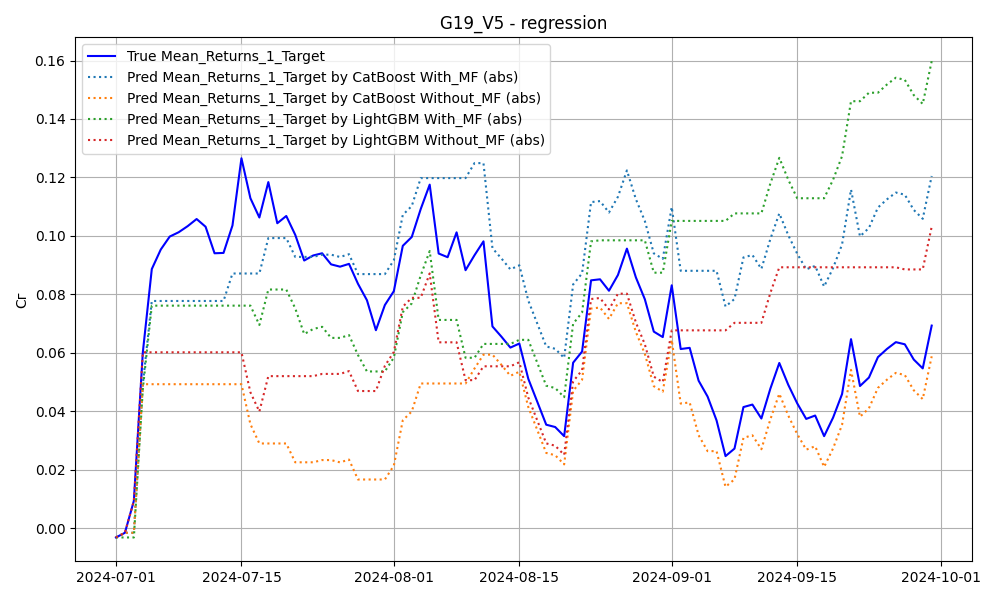 G19_V5 - regression
True Mean_Returns_1_Target
Pred Mean_Returns_1_Target by CatBoost With_MF (abs)
Pred Mean_Returns_1_Target by CatBoost Without_MF (abs)
Pred Mean_Returns_1_Target by LightGBM With_MF (abs)
Pred Mean_Returns_1_Target by LightGBM Without_MF (abs)
Cr
0.16
0.14
0.12
0.10
0.08
0.06
0.04
0.02
0.00
2024-07-01
2024-07-15
2024-08-01
2024-08-15
2024-09-01
2024-09-15
2024-10-01